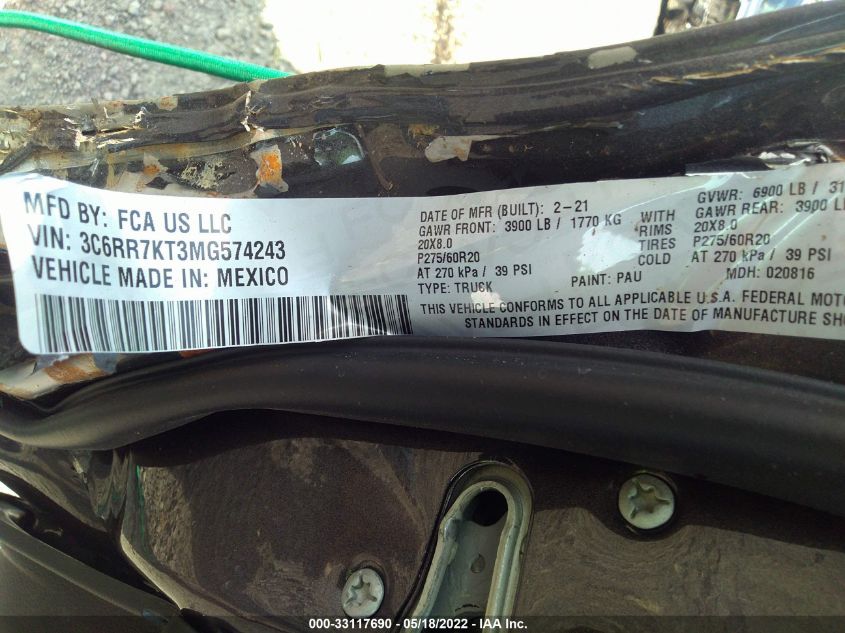 MFD BY: FCA US LLC
VIN: 3C6RR7KT3MG574243
VEHICLE MADE IN: MEXICO
DATE OF MFR (BUILT): 2-21
GAWR FRONT: 3900 LB / 1770 KG
20X8.0
P275/60R20
AT 270 kPa / 39 PSI
TYPE: TRUCK
WITH
RIMS
TIRES
COLD
PAINT: PAU
GVWR: 6900 LB / 31
GAWR REAR: 3900 LB
20X8.0
P275/60R20
AT 270 kPa / 39 PSI
MDH: 020816
THIS VEHICLE CONFORMS TO ALL APPLICABLE U.S.A. FEDERAL MOT
STANDARDS IN EFFECT ON THE DATE OF MANUFACTURE SH
000-33117690 - 05/18/2022 - IAA Inc.